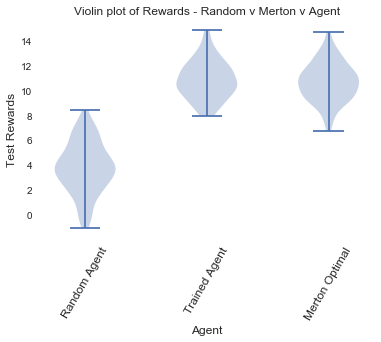 Violin plot of Rewards - Random v Merton v Agent
14
12
10
8
6
4
2
0
Test Rewards
Random Agent
Trained Agent
Merton Optimal
Agent